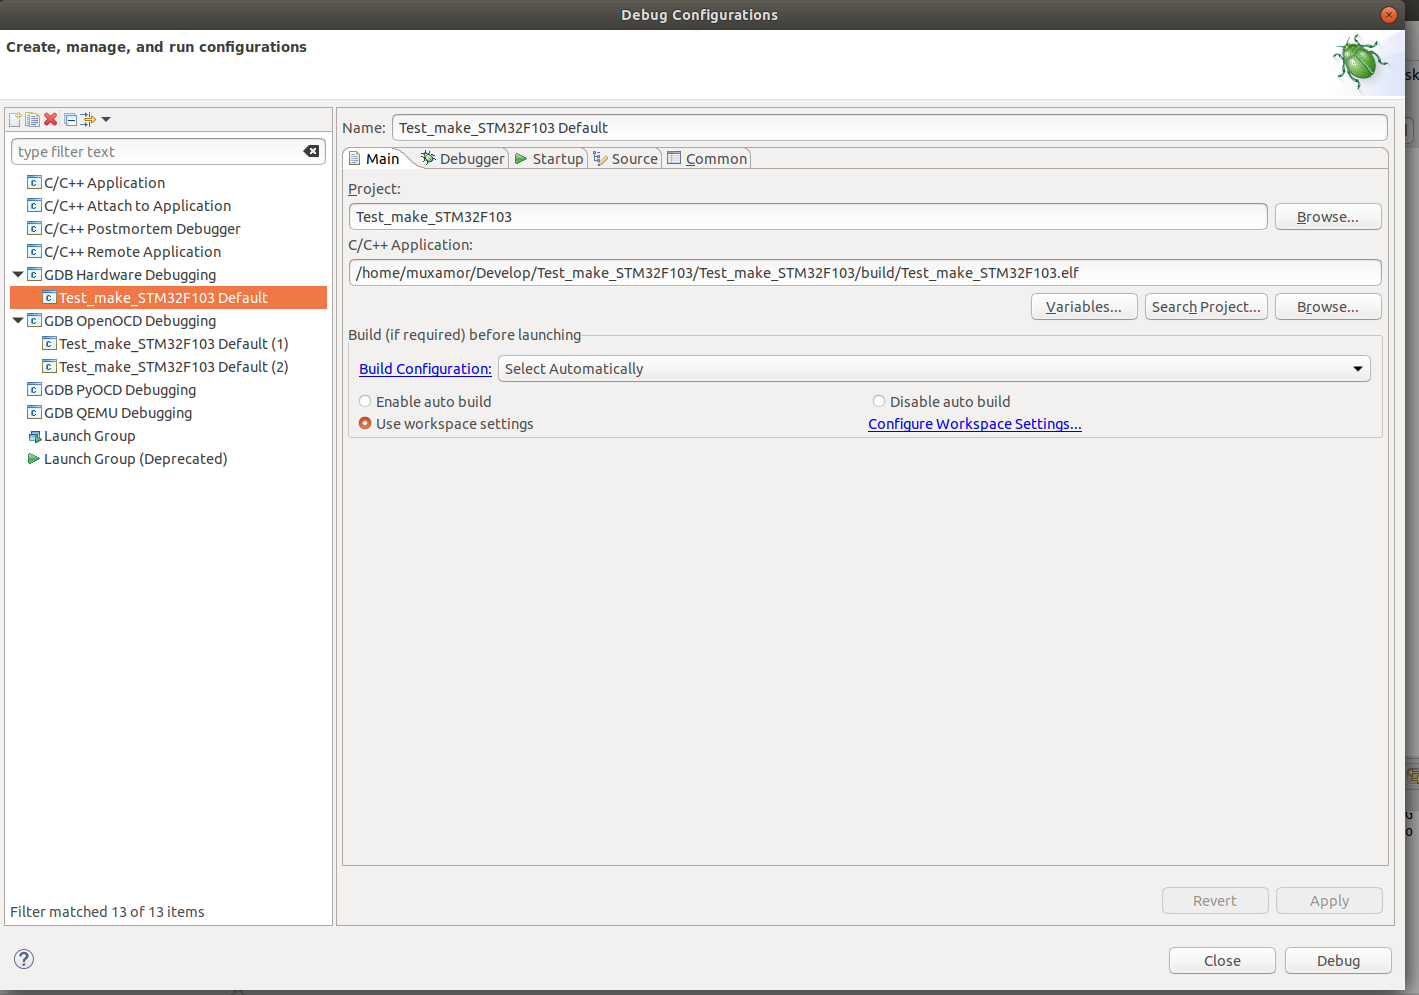 Debug Configurations
Create, manage, and run configurations
type filter text
C/C++ Application
C/C++ Attach to Application
C/C++ Postmortem Debugger
C/C++ Remote Application
GDB Hardware Debugging
Test_make_STM32F103 Default
GDB OpenOCD Debugging
Test_make_STM32F103 Default (1)
Test_make_STM32F103 Default (2)
GDB PyOCD Debugging
GDB QEMU Debugging
Launch Group
Launch Group (Deprecated)
Filter matched 13 of 13 items
Name: Test_make_STM32F103 Default
Main Debugger Startup Source Common
Project:
Test_make_STM32F103 Browse...
C/C++ Application:
/home/muxamor/Develop/Test_make_STM32F103/Test_make_STM32F103/build/Test_make_STM32F103.elf
Variables... Search Project... Browse...
Build (if required) before launching
Build Configuration: Select Automatically
Enable auto build Disable auto build
Use workspace settings Configure Workspace Settings...
Revert Apply
Close Debug